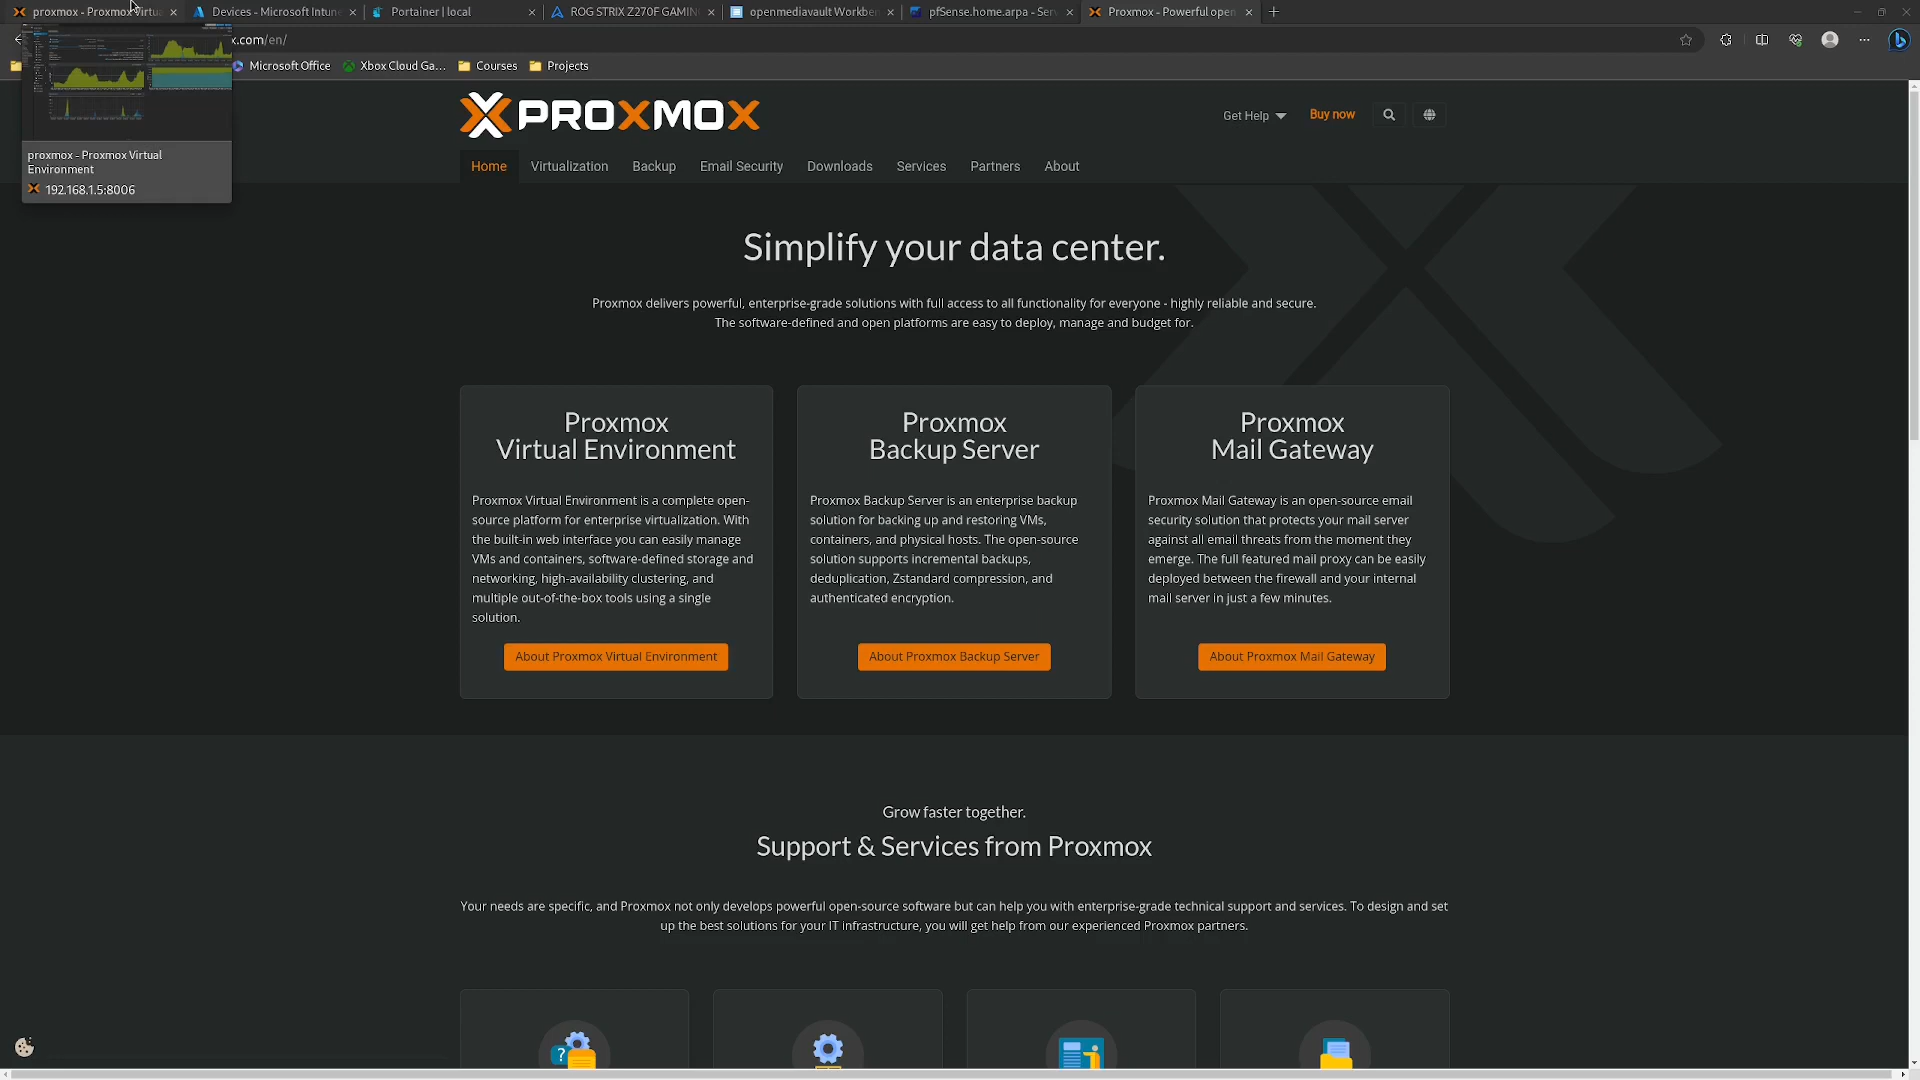 proxmox - Proxmox Virtu
Devices - Microsoft Intune
Portainer | local
ROG STRIX Z270F GAMIN
openmediavault Workben
pfSense.home.arpa - Serv
Proxmox - Powerful open
x.com/en/
Microsoft Office
Xbox Cloud Ga...
Courses
Projects
proxmox - Proxmox Virtual
Environment
192.168.1.5:8006
PROXMOX
Get Help
Buy now
Home
Virtualization
Backup
Email Security
Downloads
Services
Partners
About
Simplify your data center.
Proxmox delivers powerful, enterprise-grade solutions with full access to all functionality for everyone - highly reliable and secure.
The software-defined and open platforms are easy to deploy, manage and budget for.
Proxmox
Virtual Environment
Proxmox Virtual Environment is a complete open-
source platform for enterprise virtualization. With
the built-in web interface you can easily manage
VMs and containers, software-defined storage and
networking, high-availability clustering, and
multiple out-of-the-box tools using a single
solution.
About Proxmox Virtual Environment
Proxmox
Backup Server
Proxmox Backup Server is an enterprise backup
solution for backing up and restoring VMs,
containers, and physical hosts. The open-source
solution supports incremental backups,
deduplication, Zstandard compression, and
authenticated encryption.
About Proxmox Backup Server
Proxmox
Mail Gateway
Proxmox Mail Gateway is an open-source email
security solution that protects your mail server
against all email threats from the moment they
emerge. The full featured mail proxy can be easily
deployed between the firewall and your internal
mail server in just a few minutes.
About Proxmox Mail Gateway
Grow faster together.
Support & Services from Proxmox
Your needs are specific, and Proxmox not only develops powerful open-source software but can help you with enterprise-grade technical support and services. To design and set
up the best solutions for your IT infrastructure, you will get help from our experienced Proxmox partners.